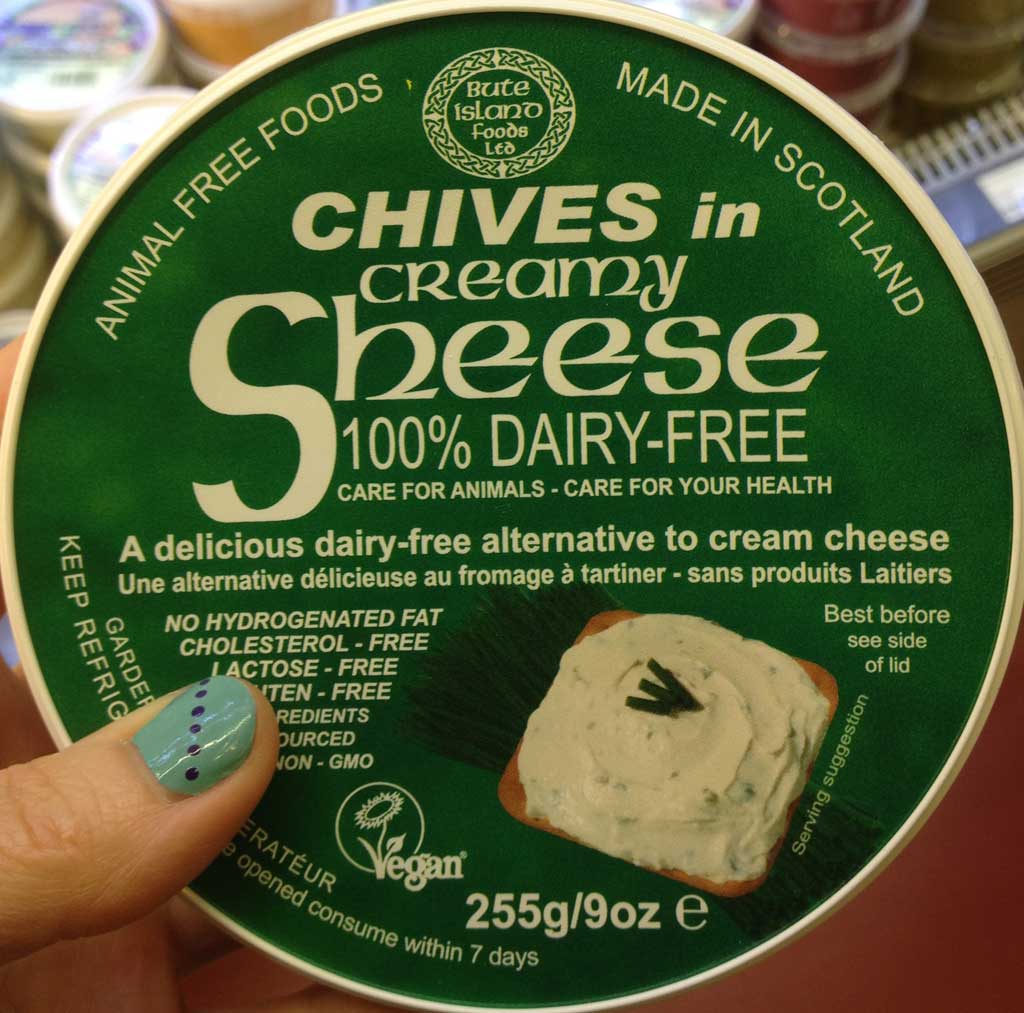 Bute
Island
Foods
Ltd
ANIMAL FREE FOODS
MADE IN SCOTLAND
CHIVES in
creamy
Sheese
100% DAIRY-FREE
CARE FOR ANIMALS - CARE FOR YOUR HEALTH
A delicious dairy-free alternative to cream cheese
Une alternative délicieuse au fromage à tartiner - sans produits Laitiers
NO HYDROGENATED FAT
CHOLESTEROL - FREE
LACTOSE - FREE
- FREE
NON - GMO
Best before
see side
of lid
Serving suggestion
KEEP
Vegan
255g/9oz e
opened consume within 7 days